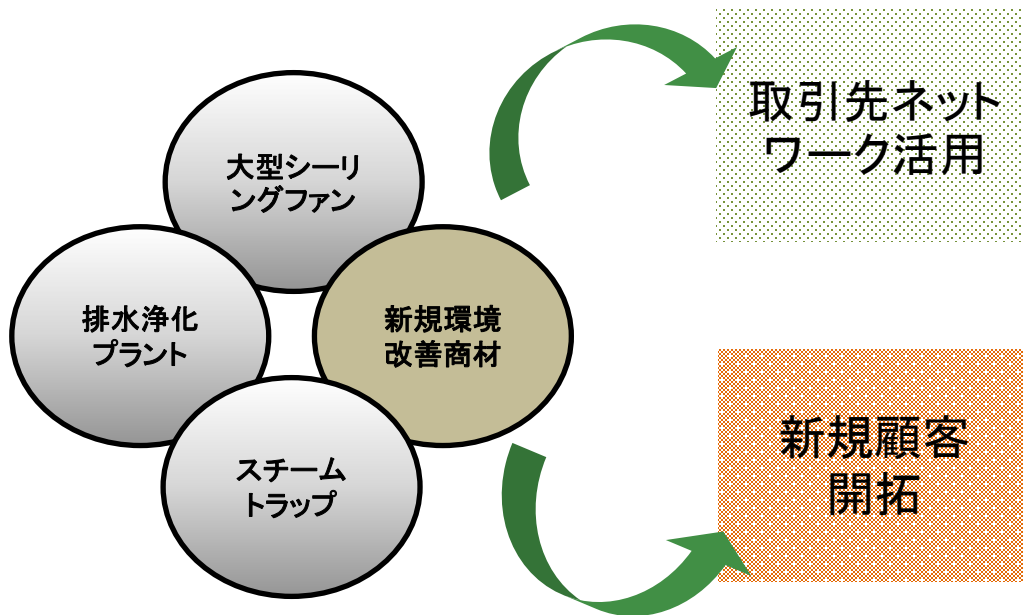 大型シーリ
ングファン
排水浄化
プラント
新規環境
改善商材
スチーム
トラップ
取引先ネット
ワーク活用
新規顧客
開拓